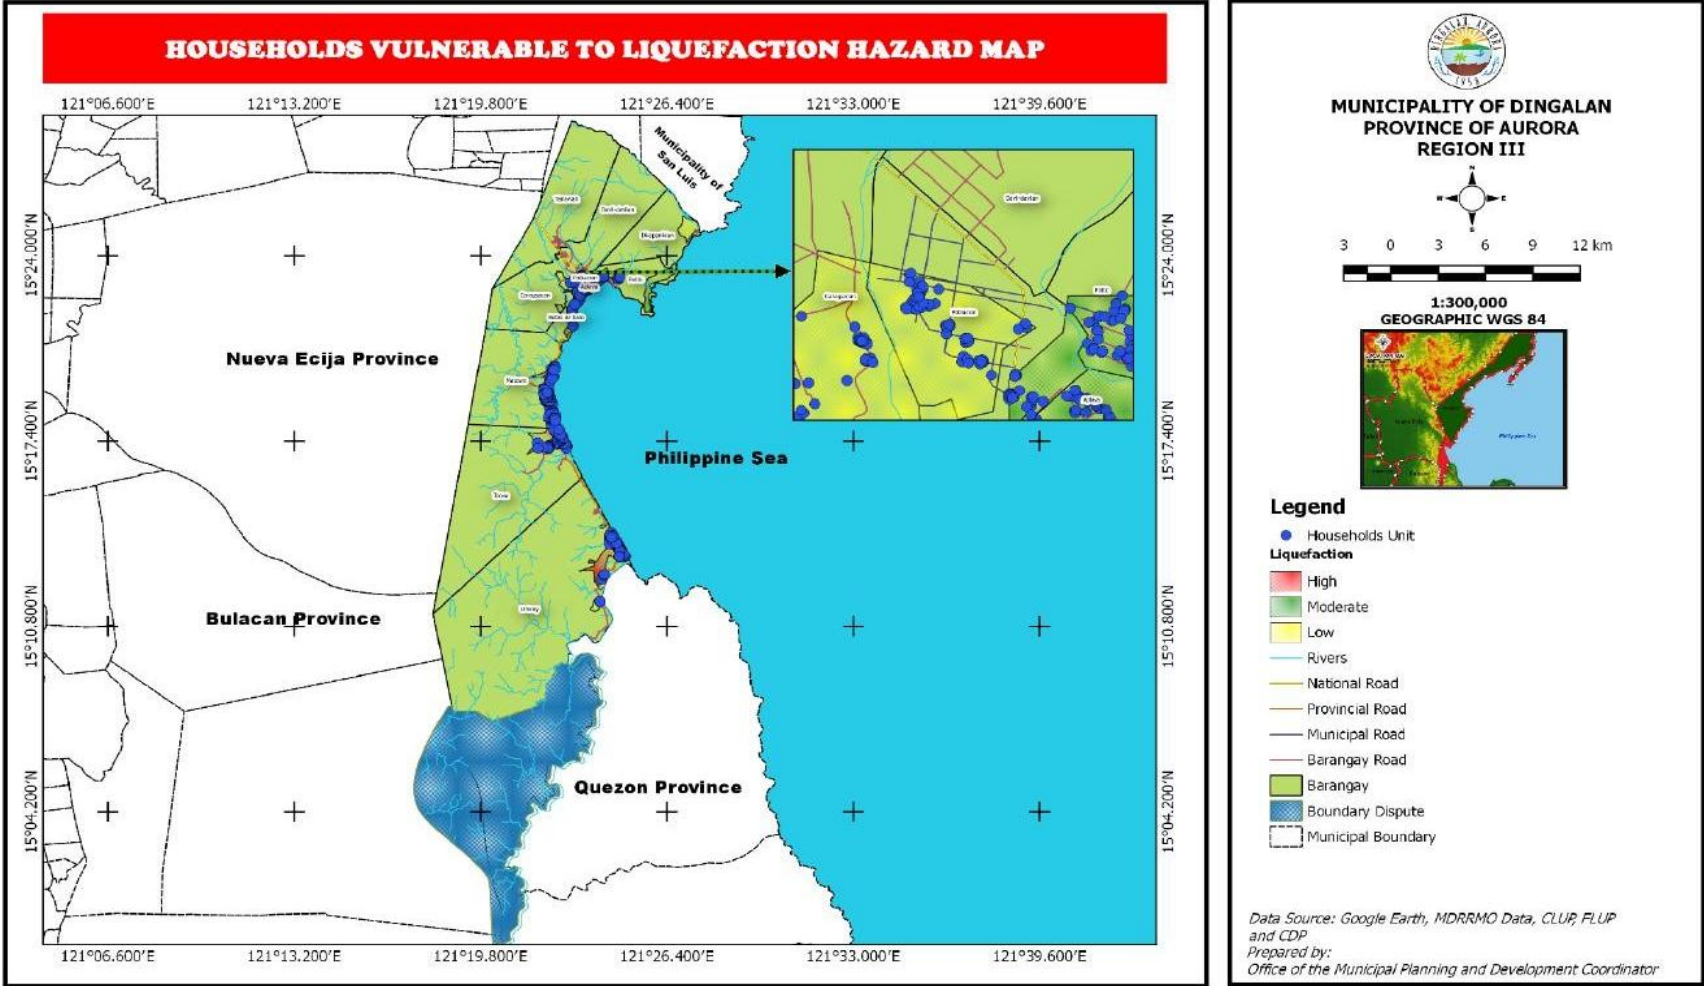 HOUSEHOLDS VULNERABLE TO LIQUEFACTION HAZARD MAP
121°06.600'E 121°13.200'E 121°19.800'E 121°26.400'E 121°33.000'E 121°39.600'E
15°24.000'N
15°17.400'N
15°10.800'N
15°04.200'N
Municipality of
San Luis
Nueva Ecija Province
Philippine Sea
Bulacan Province
Quezon Province
Poblacion
15°24.000'N
15°17.400'N
15°10.800'N
15°04.200'N
121°06.600'E 121°13.200'E 121°19.800'E 121°26.400'E 121°33.000'E 121°39.600'E
DINGALAN AURORA
1956
MUNICIPALITY OF DINGALAN
PROVINCE OF AURORA
REGION III
N
W E
S
3 0 3 6 9 12 km
1:300,000
GEOGRAPHIC WGS 84
Philippine Sea
Legend
Households Unit
Liquefaction
High
Moderate
Low
Rivers
National Road
Provincial Road
Municipal Road
Barangay Road
Barangay
Boundary Dispute
Municipal Boundary
Data Source: Google Earth, MDRRMO Data, CLUP, FLUP
and CDP
Prepared by:
Office of the Municipal Planning and Development Coordinator